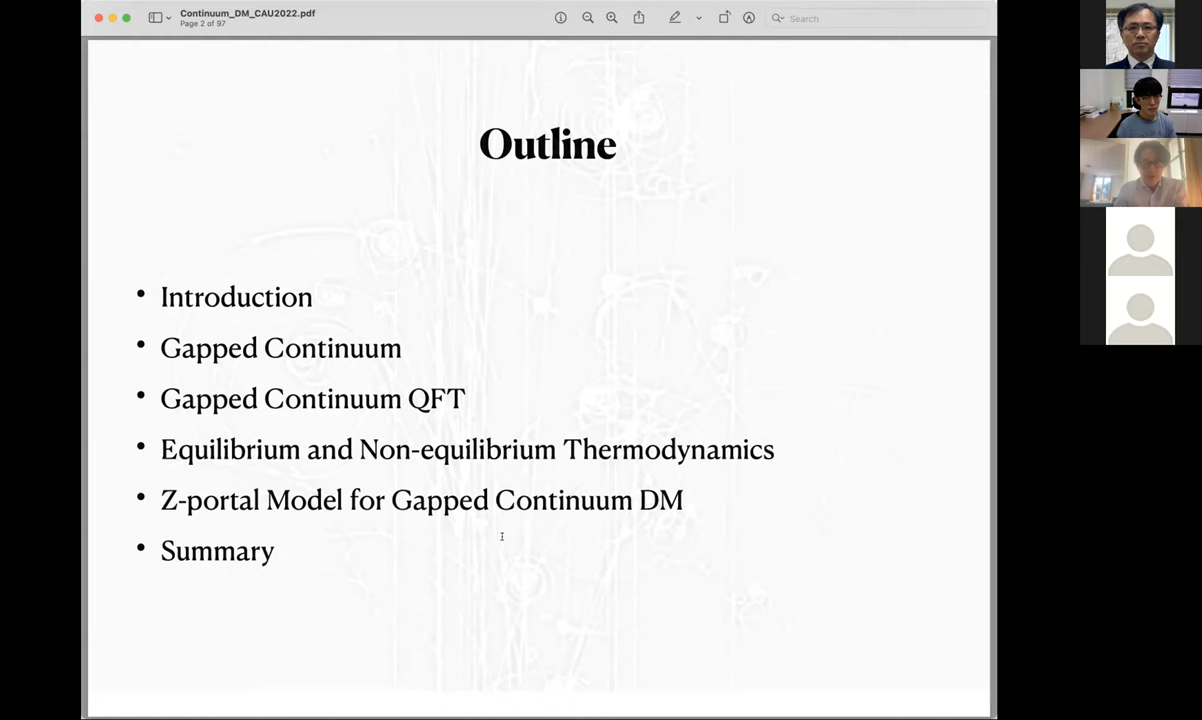 Continuum_DM_CAU2022.pdf
Page 2 of 97
Search
Outline
• Introduction
• Gapped Continuum
• Gapped Continuum QFT
• Equilibrium and Non-equilibrium Thermodynamics
• Z-portal Model for Gapped Continuum DM
• Summary